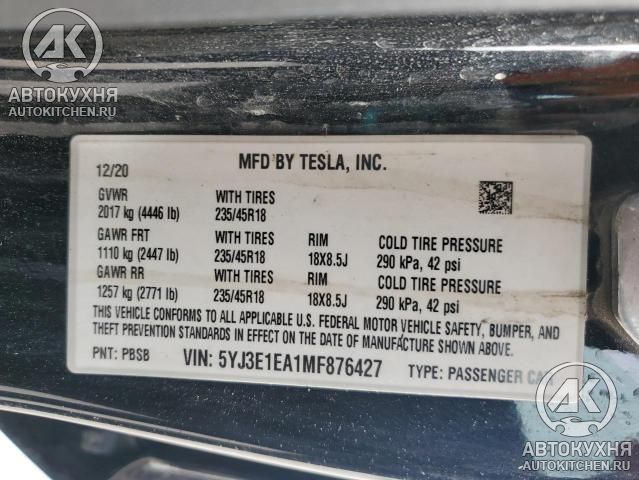 AK
АВТОКУХНЯ
AUTOKITCHEN.RU
12/20
MFD BY TESLA, INC.
GVWR WITH TIRES
2017 kg (4446 lb) 235/45R18
GAWR FRT WITH TIRES RIM COLD TIRE PRESSURE
1110 kg (2447 lb) 235/45R18 18X8.5J 290 kPa, 42 psi
GAWR RR WITH TIRES RIM COLD TIRE PRESSURE
1257 kg (2771 lb) 235/45R18 18X8.5J 290 kPa, 42 psi
THIS VEHICLE CONFORMS TO ALL APPLICABLE U.S. FEDERAL MOTOR VEHICLE SAFETY, BUMPER, AND
THEFT PREVENTION STANDARDS IN EFFECT ON THE DATE OF MANUFACTURE SHOWN ABOVE.
PNT: PBSB VIN: 5YJ3E1EA1MF876427 TYPE: PASSENGER CAR
AK
АВТОКУХНЯ
AUTOKITCHEN.RU